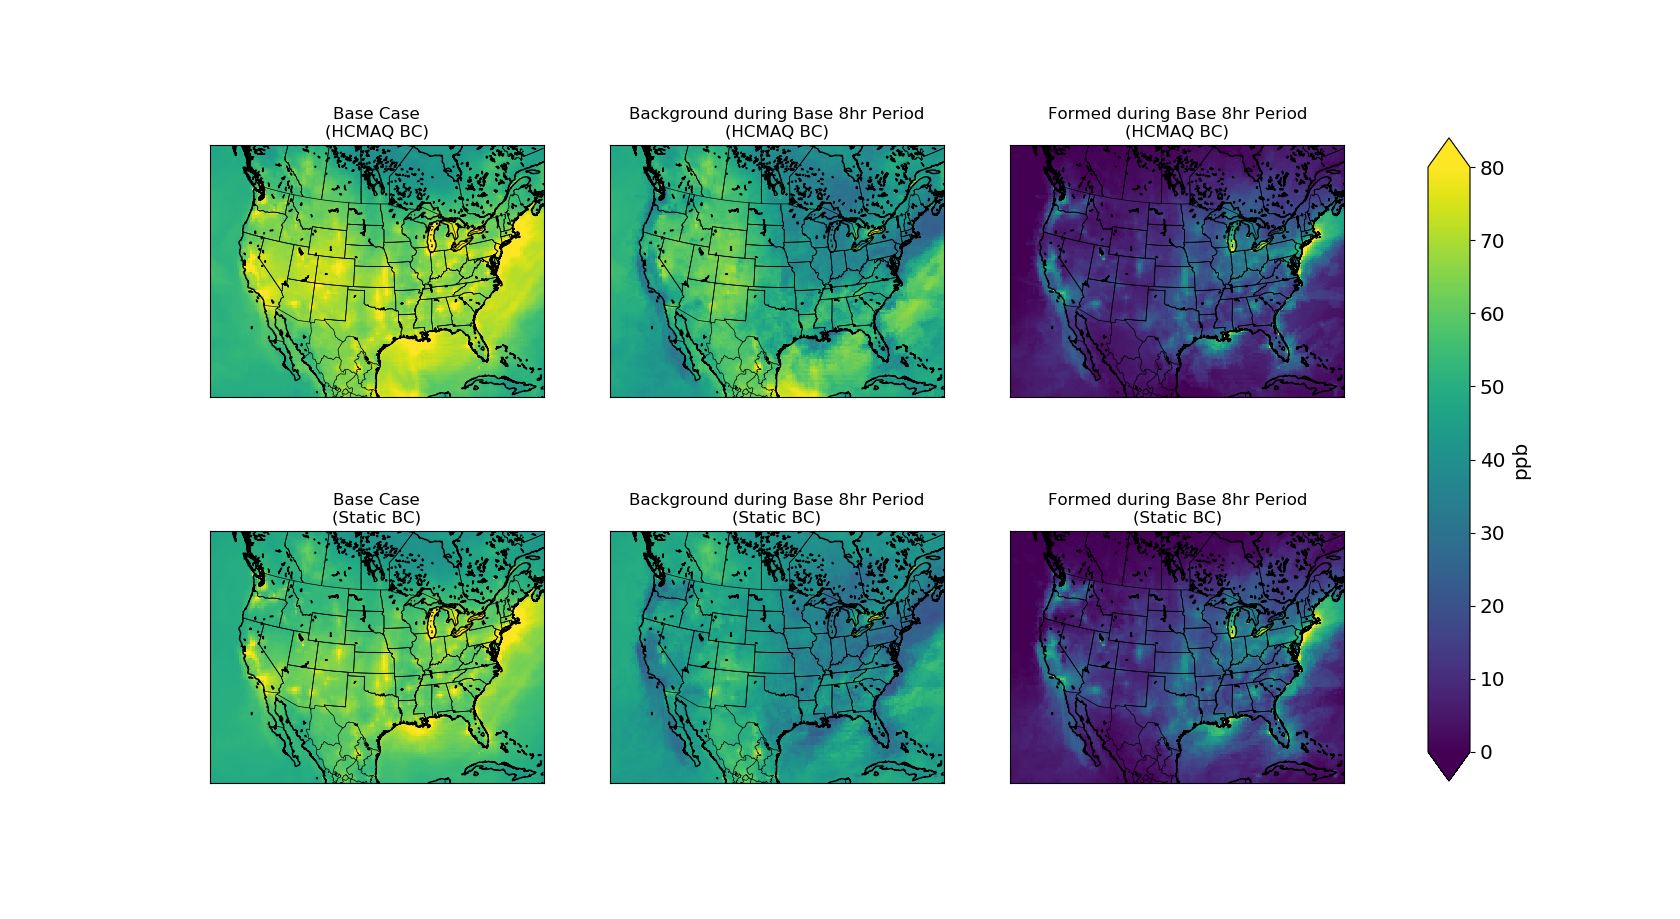 Base Case
(HCMAQ BC)
Background during Base 8hr Period
(HCMAQ BC)
Formed during Base 8hr Period
(HCMAQ BC)
80
70
60
50
40
30
20
10
0
ppb
Base Case
(Static BC)
Background during Base 8hr Period
(Static BC)
Formed during Base 8hr Period
(Static BC)